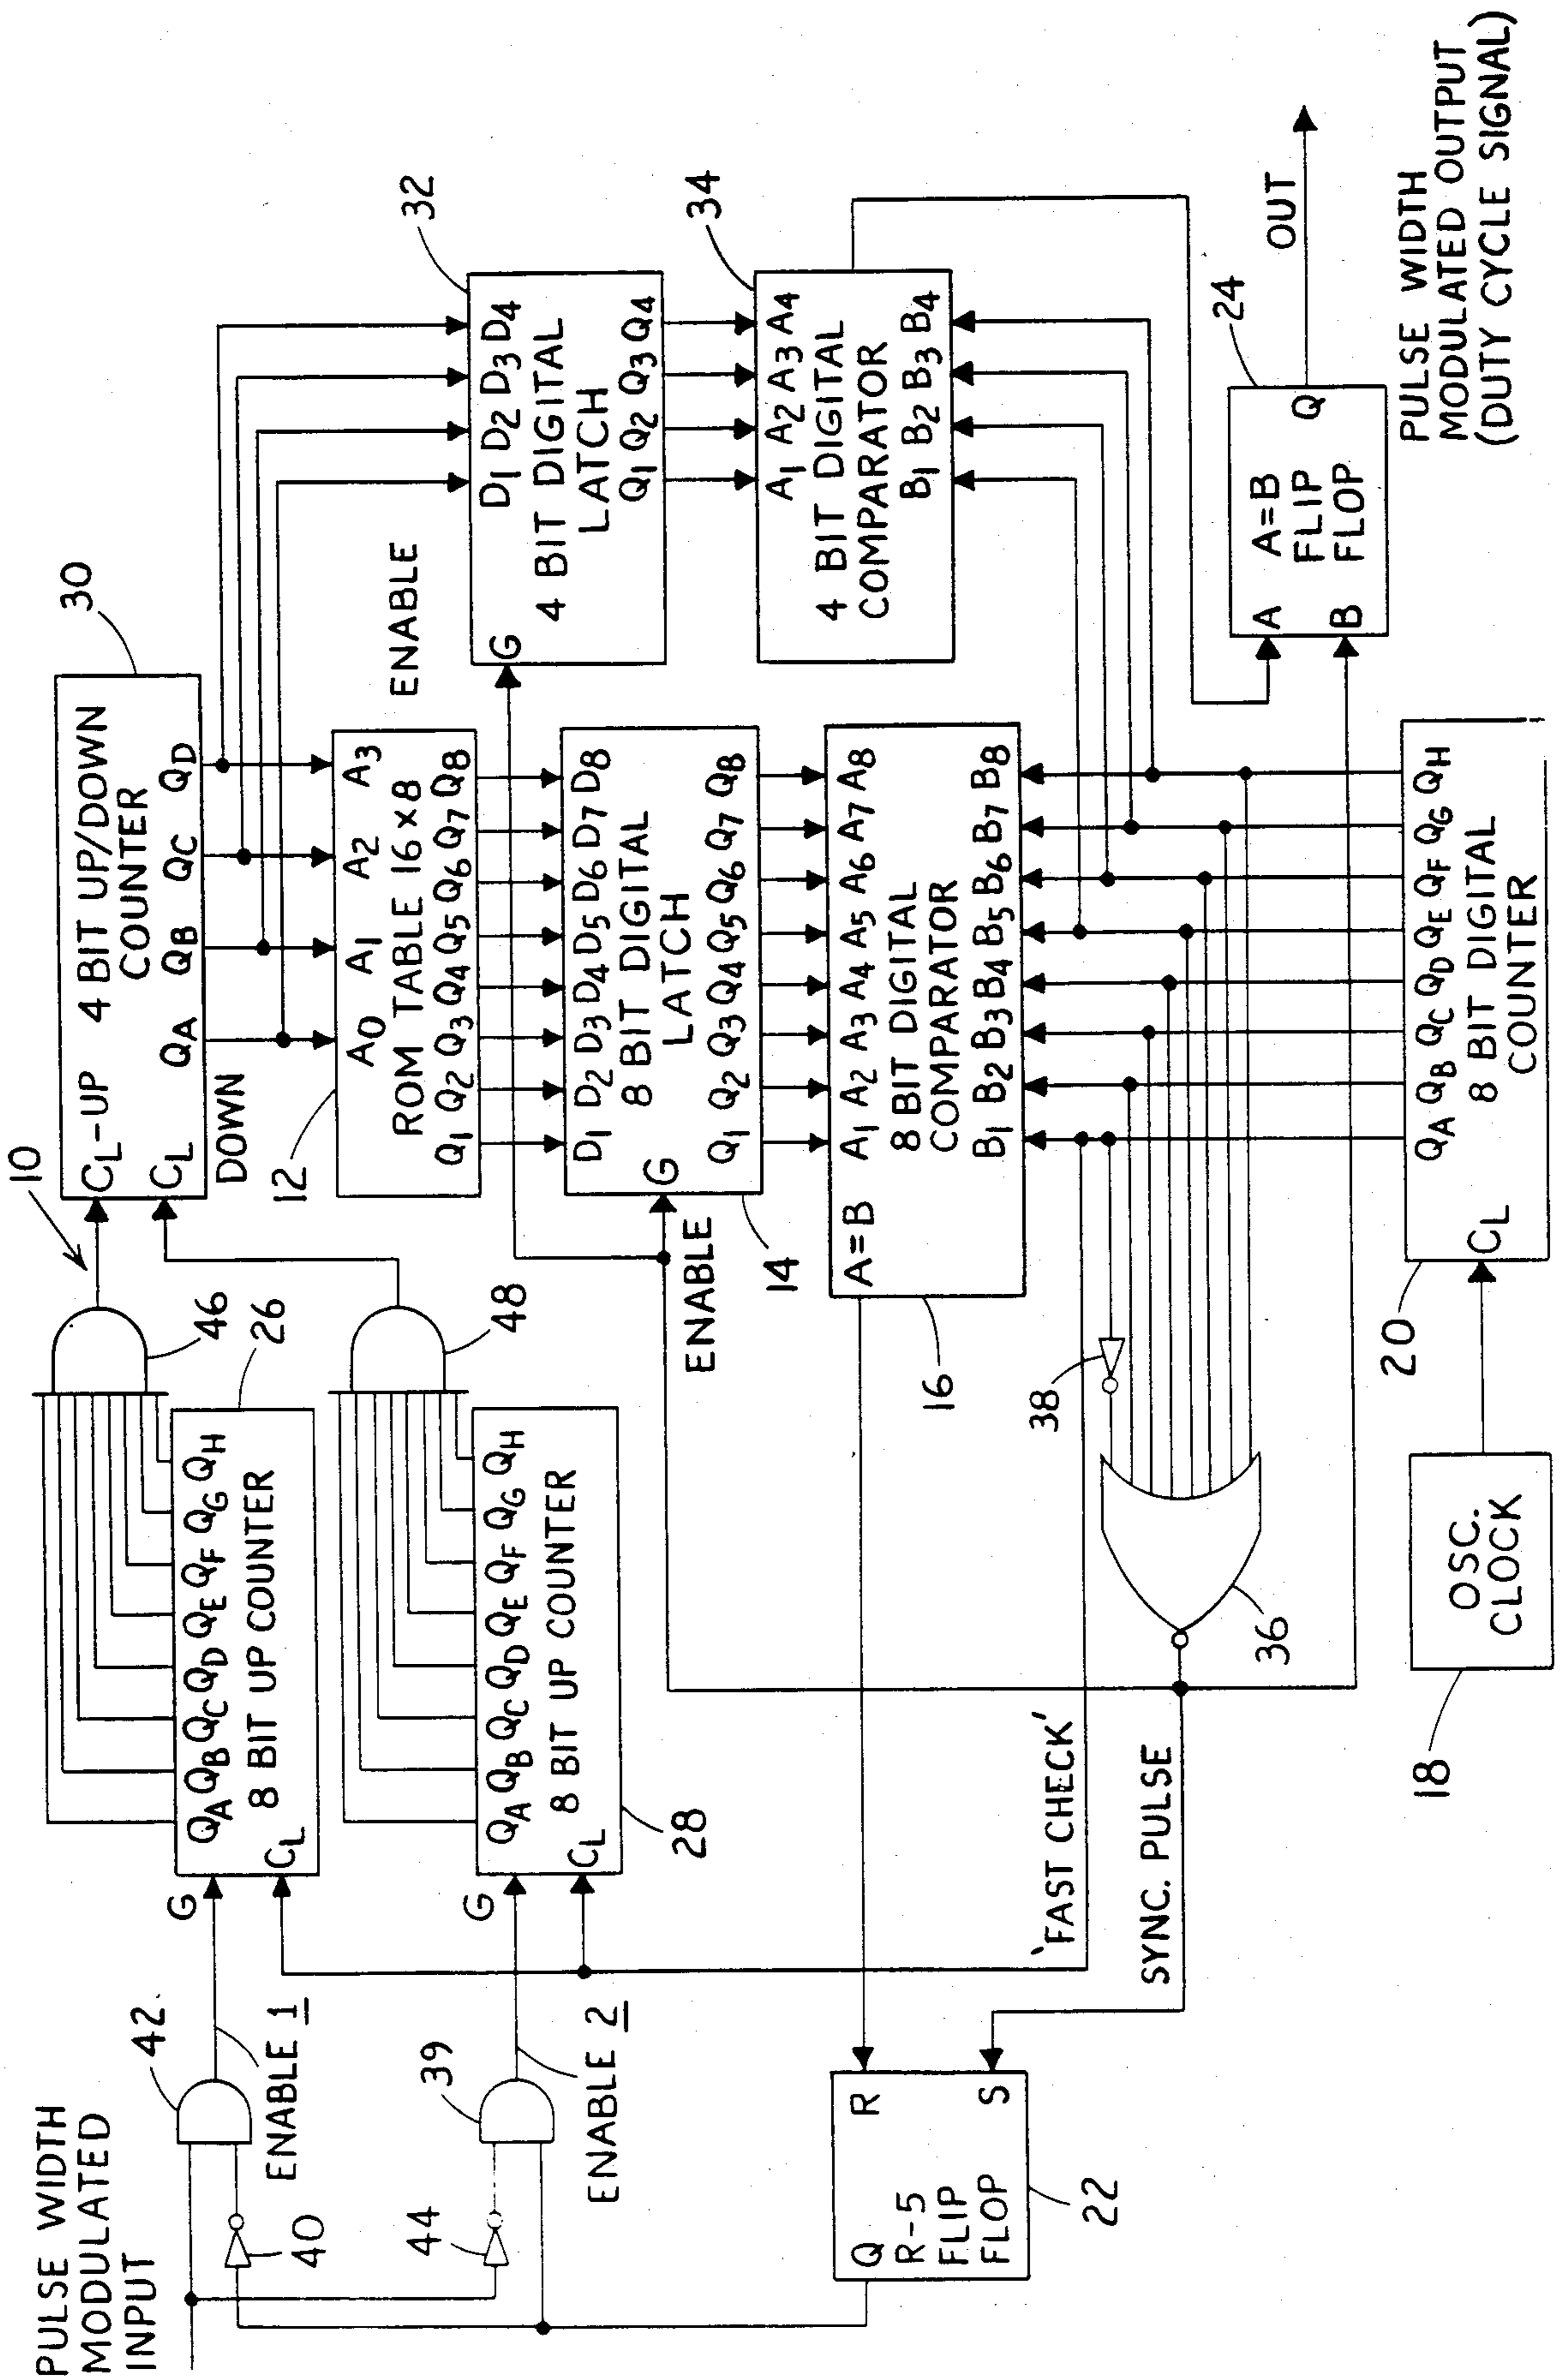 PULSE WIDTH
MODULATED
INPUT
42
40
ENABLE 1
44
39
ENABLE 2
Q
R-5
FLIP
FLOP
R
S
22
G
CL
QA QB QC QD QE QF QG QH
8 BIT UP COUNTER
26
46
G
CL
QA QB QC QD QE QF QG QH
8 BIT UP COUNTER
28
48
'FAST CHECK'
SYNC. PULSE
10
CL-UP 4 BIT UP/DOWN
COUNTER
CL
DOWN
QA QB QC QD
30
12
A0 A1 A2 A3
ROM TABLE 16×8
Q1 Q2 Q3 Q4 Q5 Q6 Q7 Q8
ENABLE
G
D1 D2 D3 D4 D5 D6 D7 D8
8 BIT DIGITAL
LATCH
Q1 Q2 Q3 Q4 Q5 Q6 Q7 Q8
14
A=B
A1 A2 A3 A4 A5 A6 A7 A8
8 BIT DIGITAL
COMPARATOR
B1 B2 B3 B4 B5 B6 B7 B8
16
38
36
OSC.
CLOCK
18
20
CL
QA QB QC QD QE QF QG QH
8 BIT DIGITAL
COUNTER
ENABLE
G
D1 D2 D3 D4
4 BIT DIGITAL
LATCH
Q1 Q2 Q3 Q4
32
A1 A2 A3 A4
4 BIT DIGITAL
COMPARATOR
B1 B2 B3 B4
34
A
B
A=B
FLIP
FLOP
Q
24
OUT
PULSE WIDTH
MODULATED OUTPUT
(DUTY CYCLE SIGNAL)